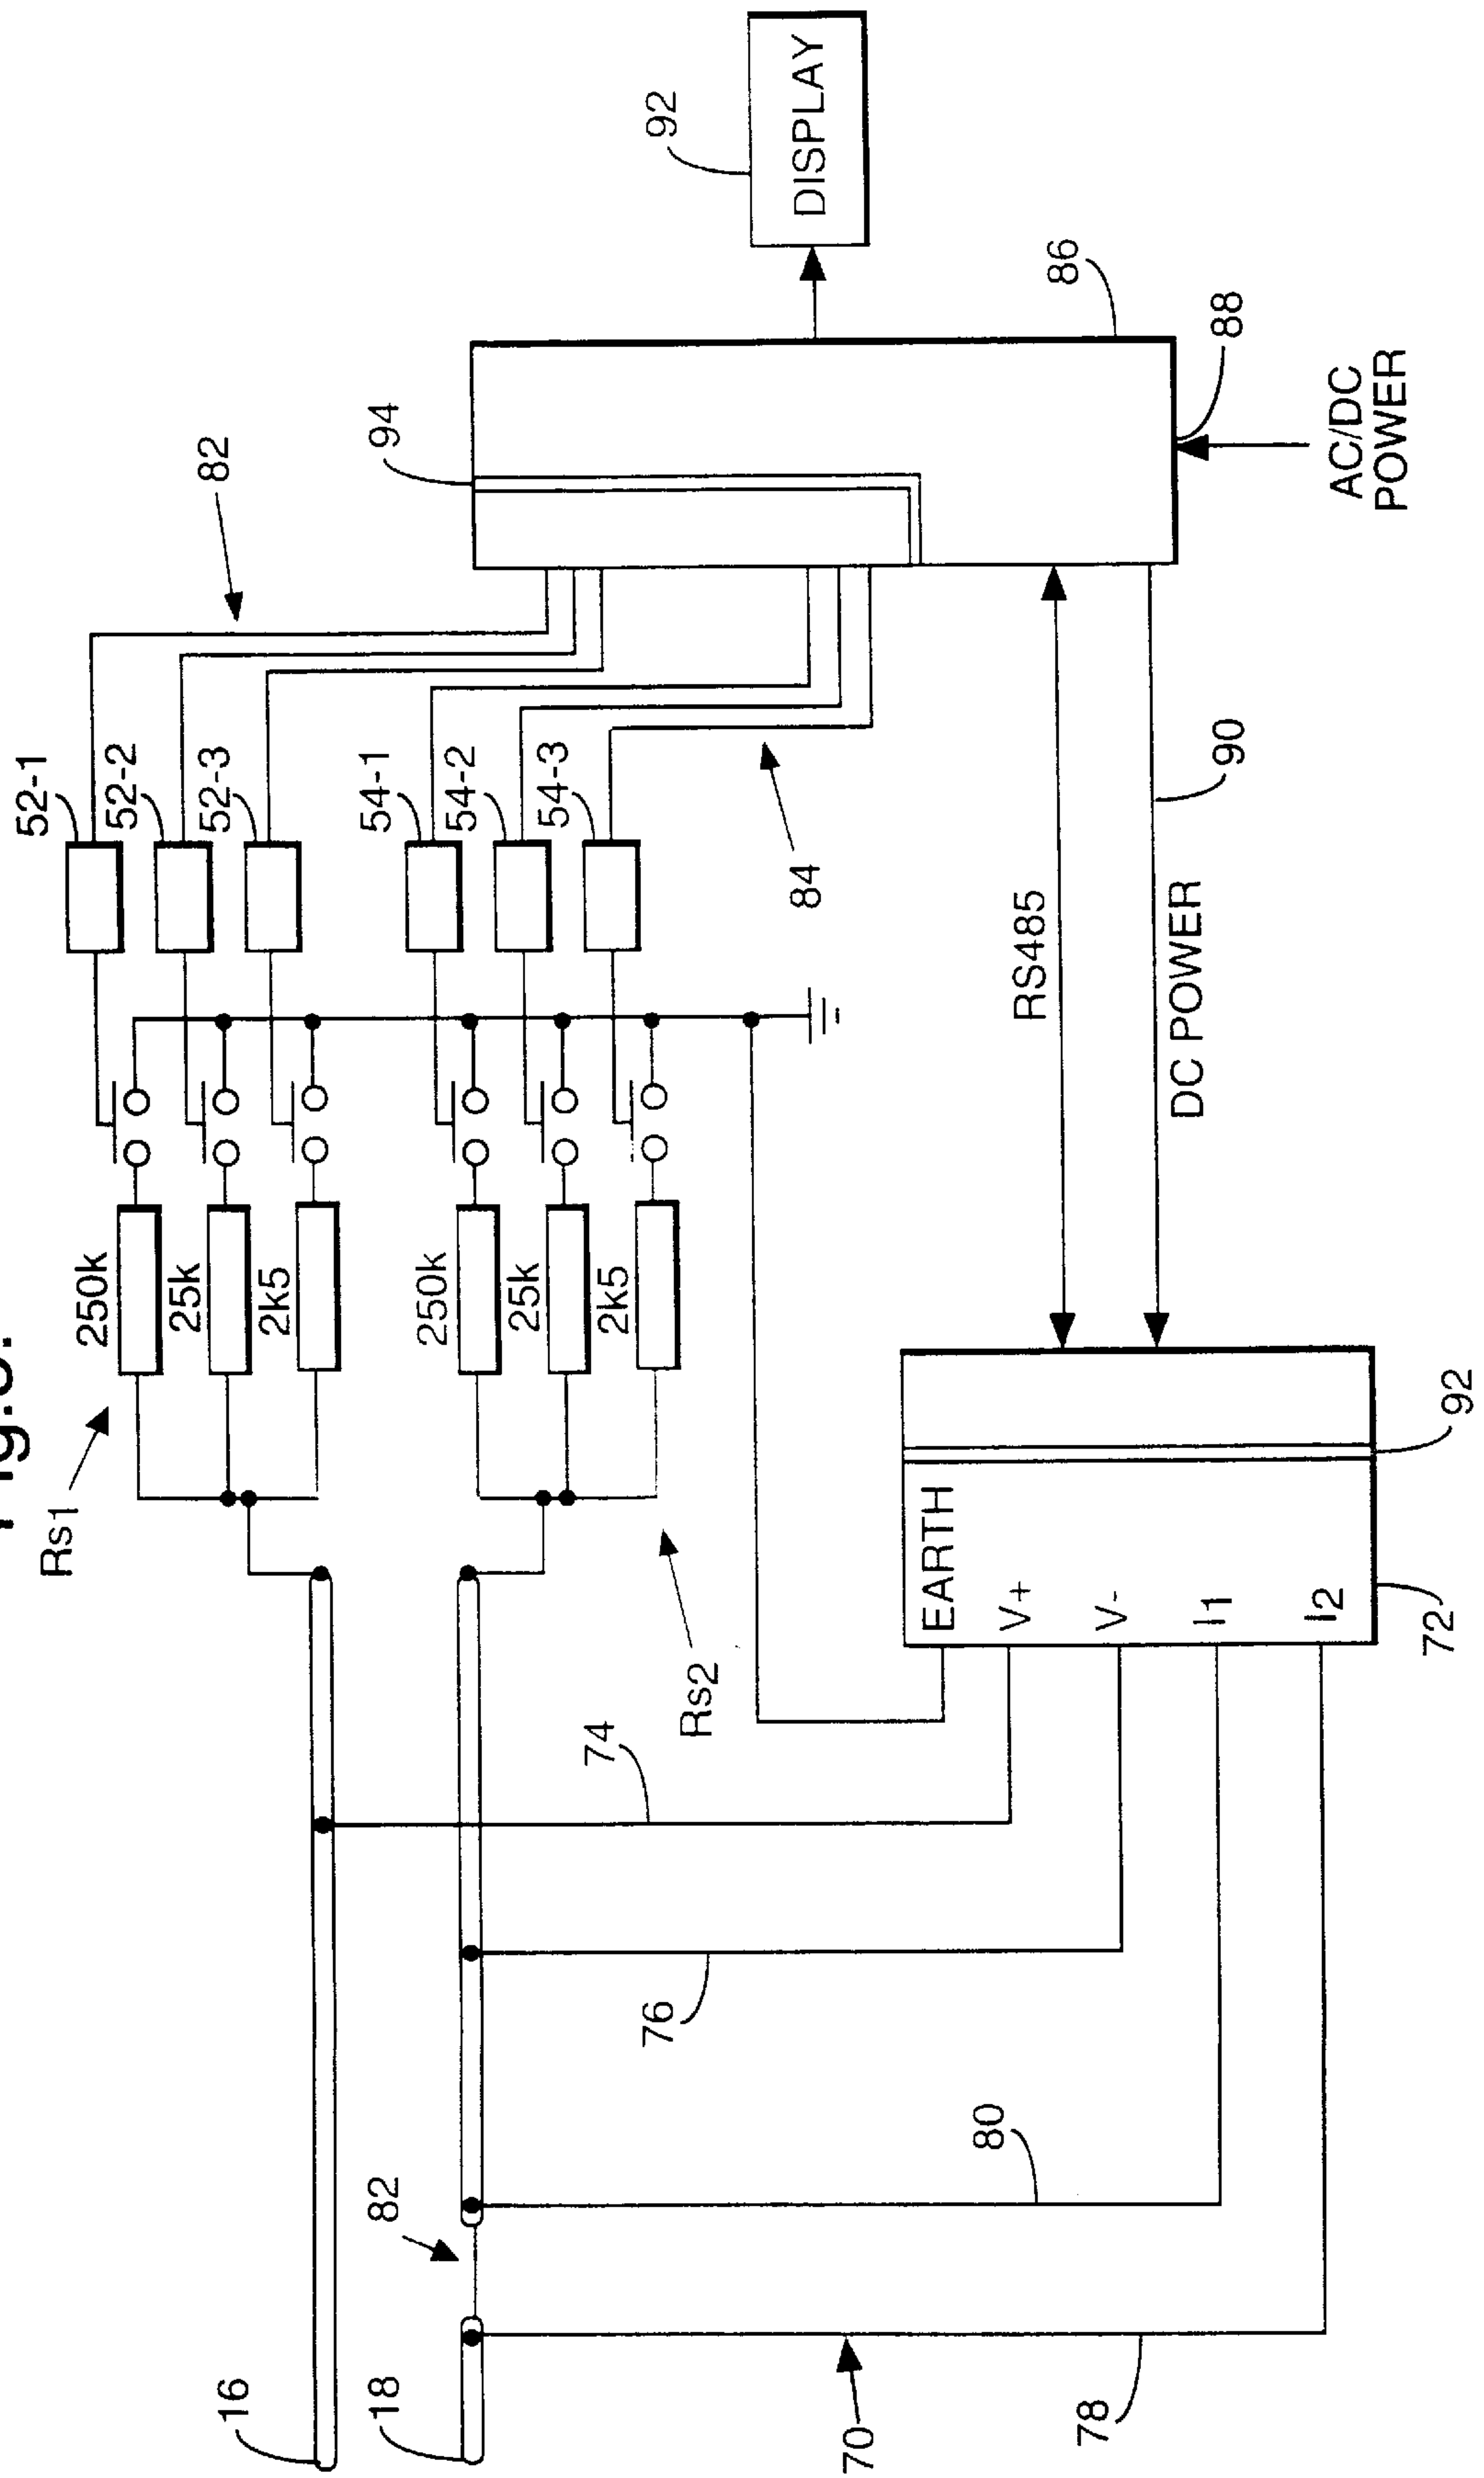 Fig.
52-1
Rs1
250k
52-2
25k
52-3
82
16
2k5
18
82
54-1
94
250k
54-2
25k
54-3
74
2k5
76
92
Rs2
84
DISPLAY
70
EARTH
80
V+
RS485
86
78
V-
DC POWER
I1
90
88
I2
AC/DC
POWER
72
92